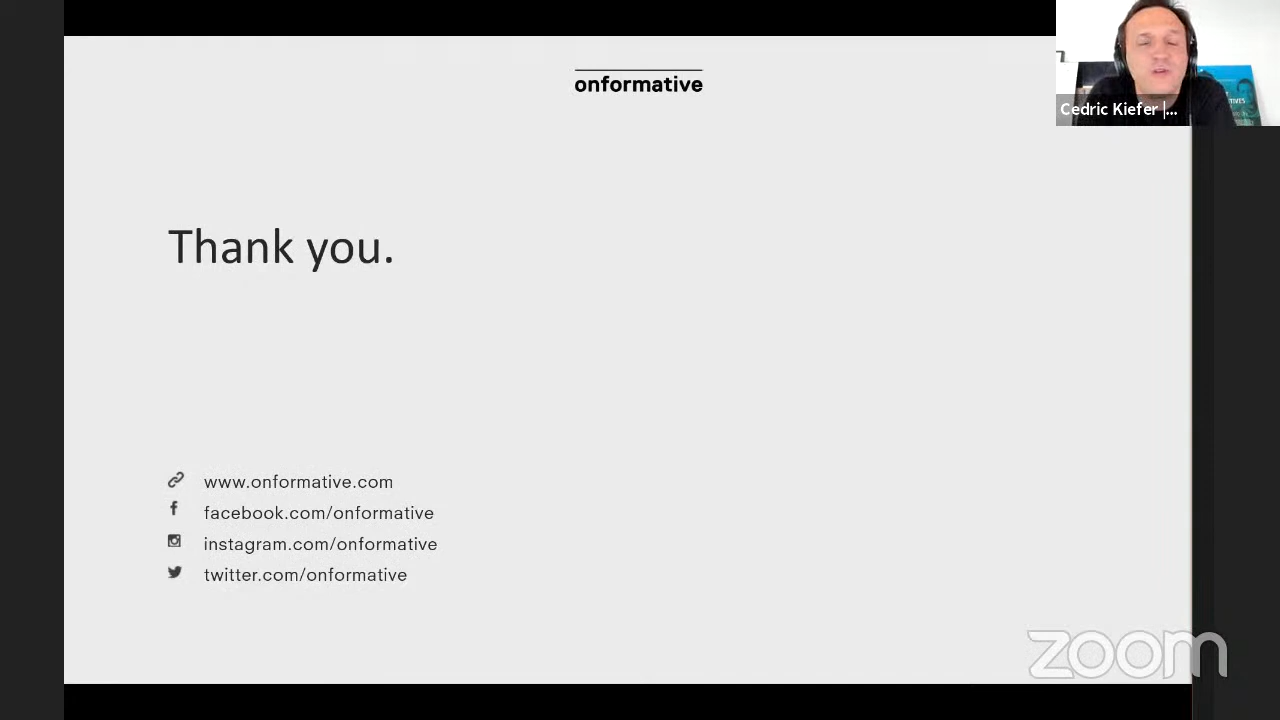 onformative
Cedric Kiefer |...
Thank you.
www.onformative.com
facebook.com/onformative
instagram.com/onformative
twitter.com/onformative
zoom